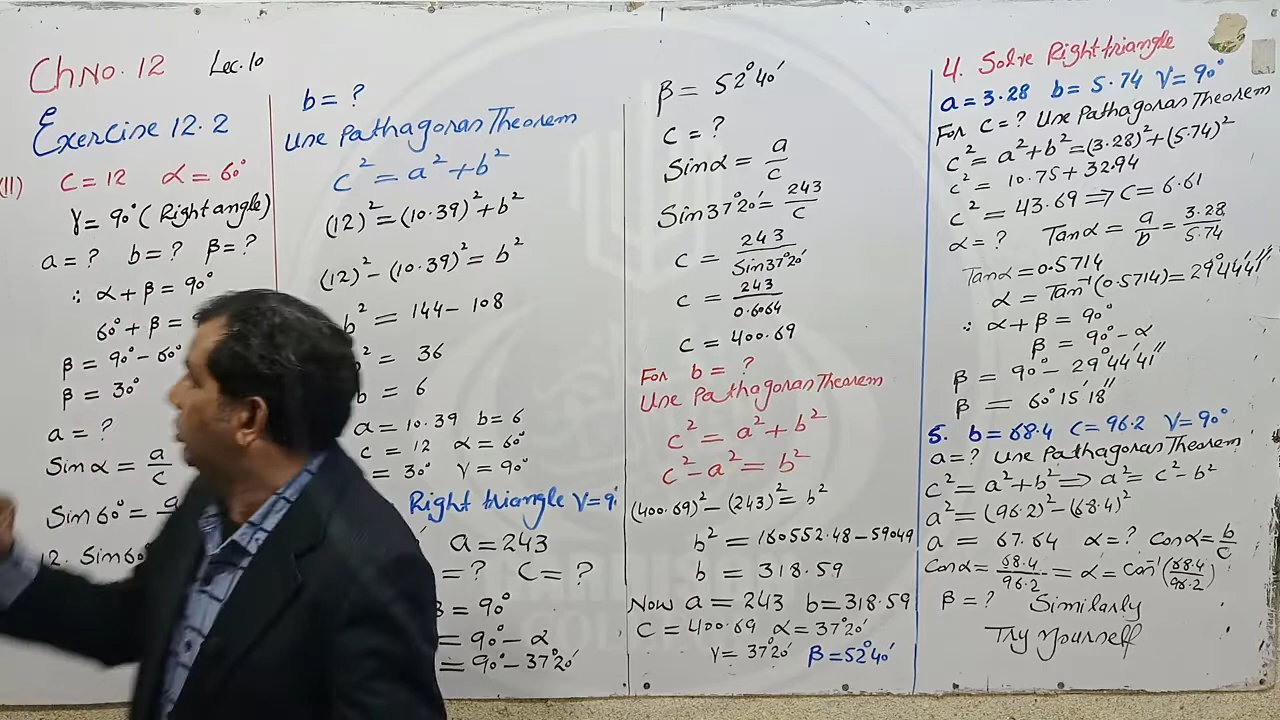 Ch No. 12 Lec. 10
Exercise 12.2
(II) C = 12 α = 60°
γ = 90° (Right angle)
a = ? b = ? β = ?
∴ α + β = 90°
60° + β =
β = 90° - 60°
β = 30°
a = ?
Sin α = a/c
Sin 60° =
12. Sin 60°
b = ?
Use Pathagoran Theorem
c² = a² + b²
(12)² = (10.39)² + b²
(12)² - (10.39)² = b²
b² = 144 - 108
² = 36
b = 6
a = 10.39 b = 6
c = 12 α = 60°
= 30° γ = 90°
Right triangle γ = 9
a = 243
= ? C = ?
= 90°
= 90° - α
= 90° - 37°20′
β = 52°40′
C = ?
Sin α = a/c
Sin 37°20′ = 243/c
C = 243/Sin 37°20′
C = 243/0.6064
C = 400.69
For b = ?
Use Pathagoran Theorem
c² = a² + b²
c² - a² = b²
(400.69)² - (243)² = b²
b² = 160552.48 - 59049
b = 318.59
Now a = 243 b = 318.59
C = 400.69 α = 37°20′
γ = 37°20′ β = 52°40′
4. Solve Right triangle
a = 3.28 b = 5.74 γ = 90°
For C = ? Use Pathagoran Theorem
c² = a² + b² = (3.28)² + (5.74)²
c² = 10.75 + 32.94
c² = 43.69 ⇒ C = 6.61
α = ? Tan α = a/b = 3.28/5.74
Tan α = 0.5714
α = Tan⁻¹(0.5714) = 29°44′41″
∴ α + β = 90°
β = 90° - α
β = 90° - 29°44′41″
β = 60°15′18″
5. b = 68.4 C = 96.2 γ = 90°
a = ? Use Pathagoran Theorem
c² = a² + b² ⇒ a² = c² - b²
a² = (96.2)² - (68.4)²
a = 67.64 α = ? Cos α = b/c
Cos α = 68.4/96.2 = α = Cos⁻¹(68.4/96.2)
β = ? Similarly
Try Yourself